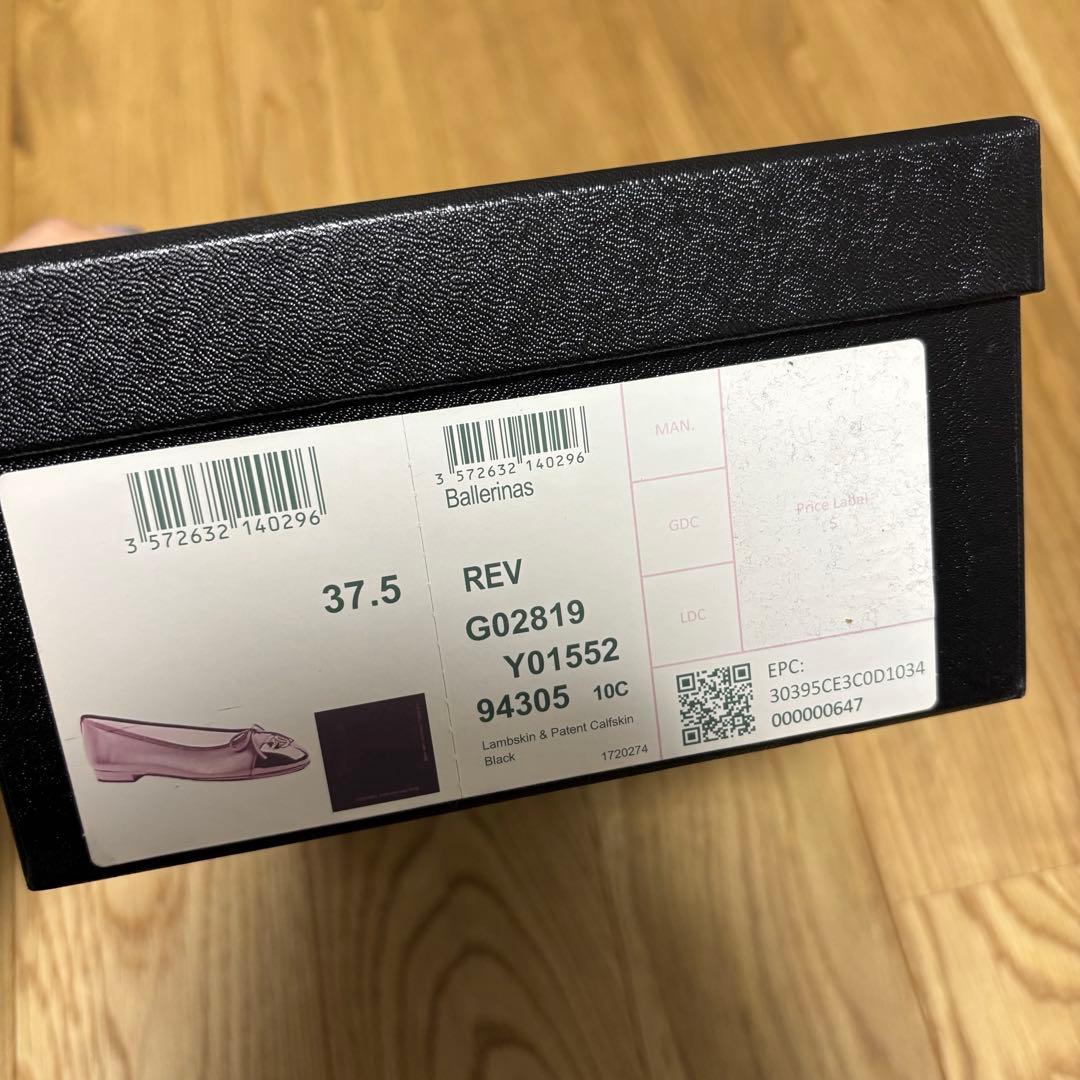 3 572632 140296
37.5
3 572632 140296
Ballerinas
REV
G02819
Y01552
94305 10C
Lambskin & Patent Calfskin
Black 1720274
MAN.
GDC
LDC
Price Label
S
EPC:
30395CE3C0D1034
000000647